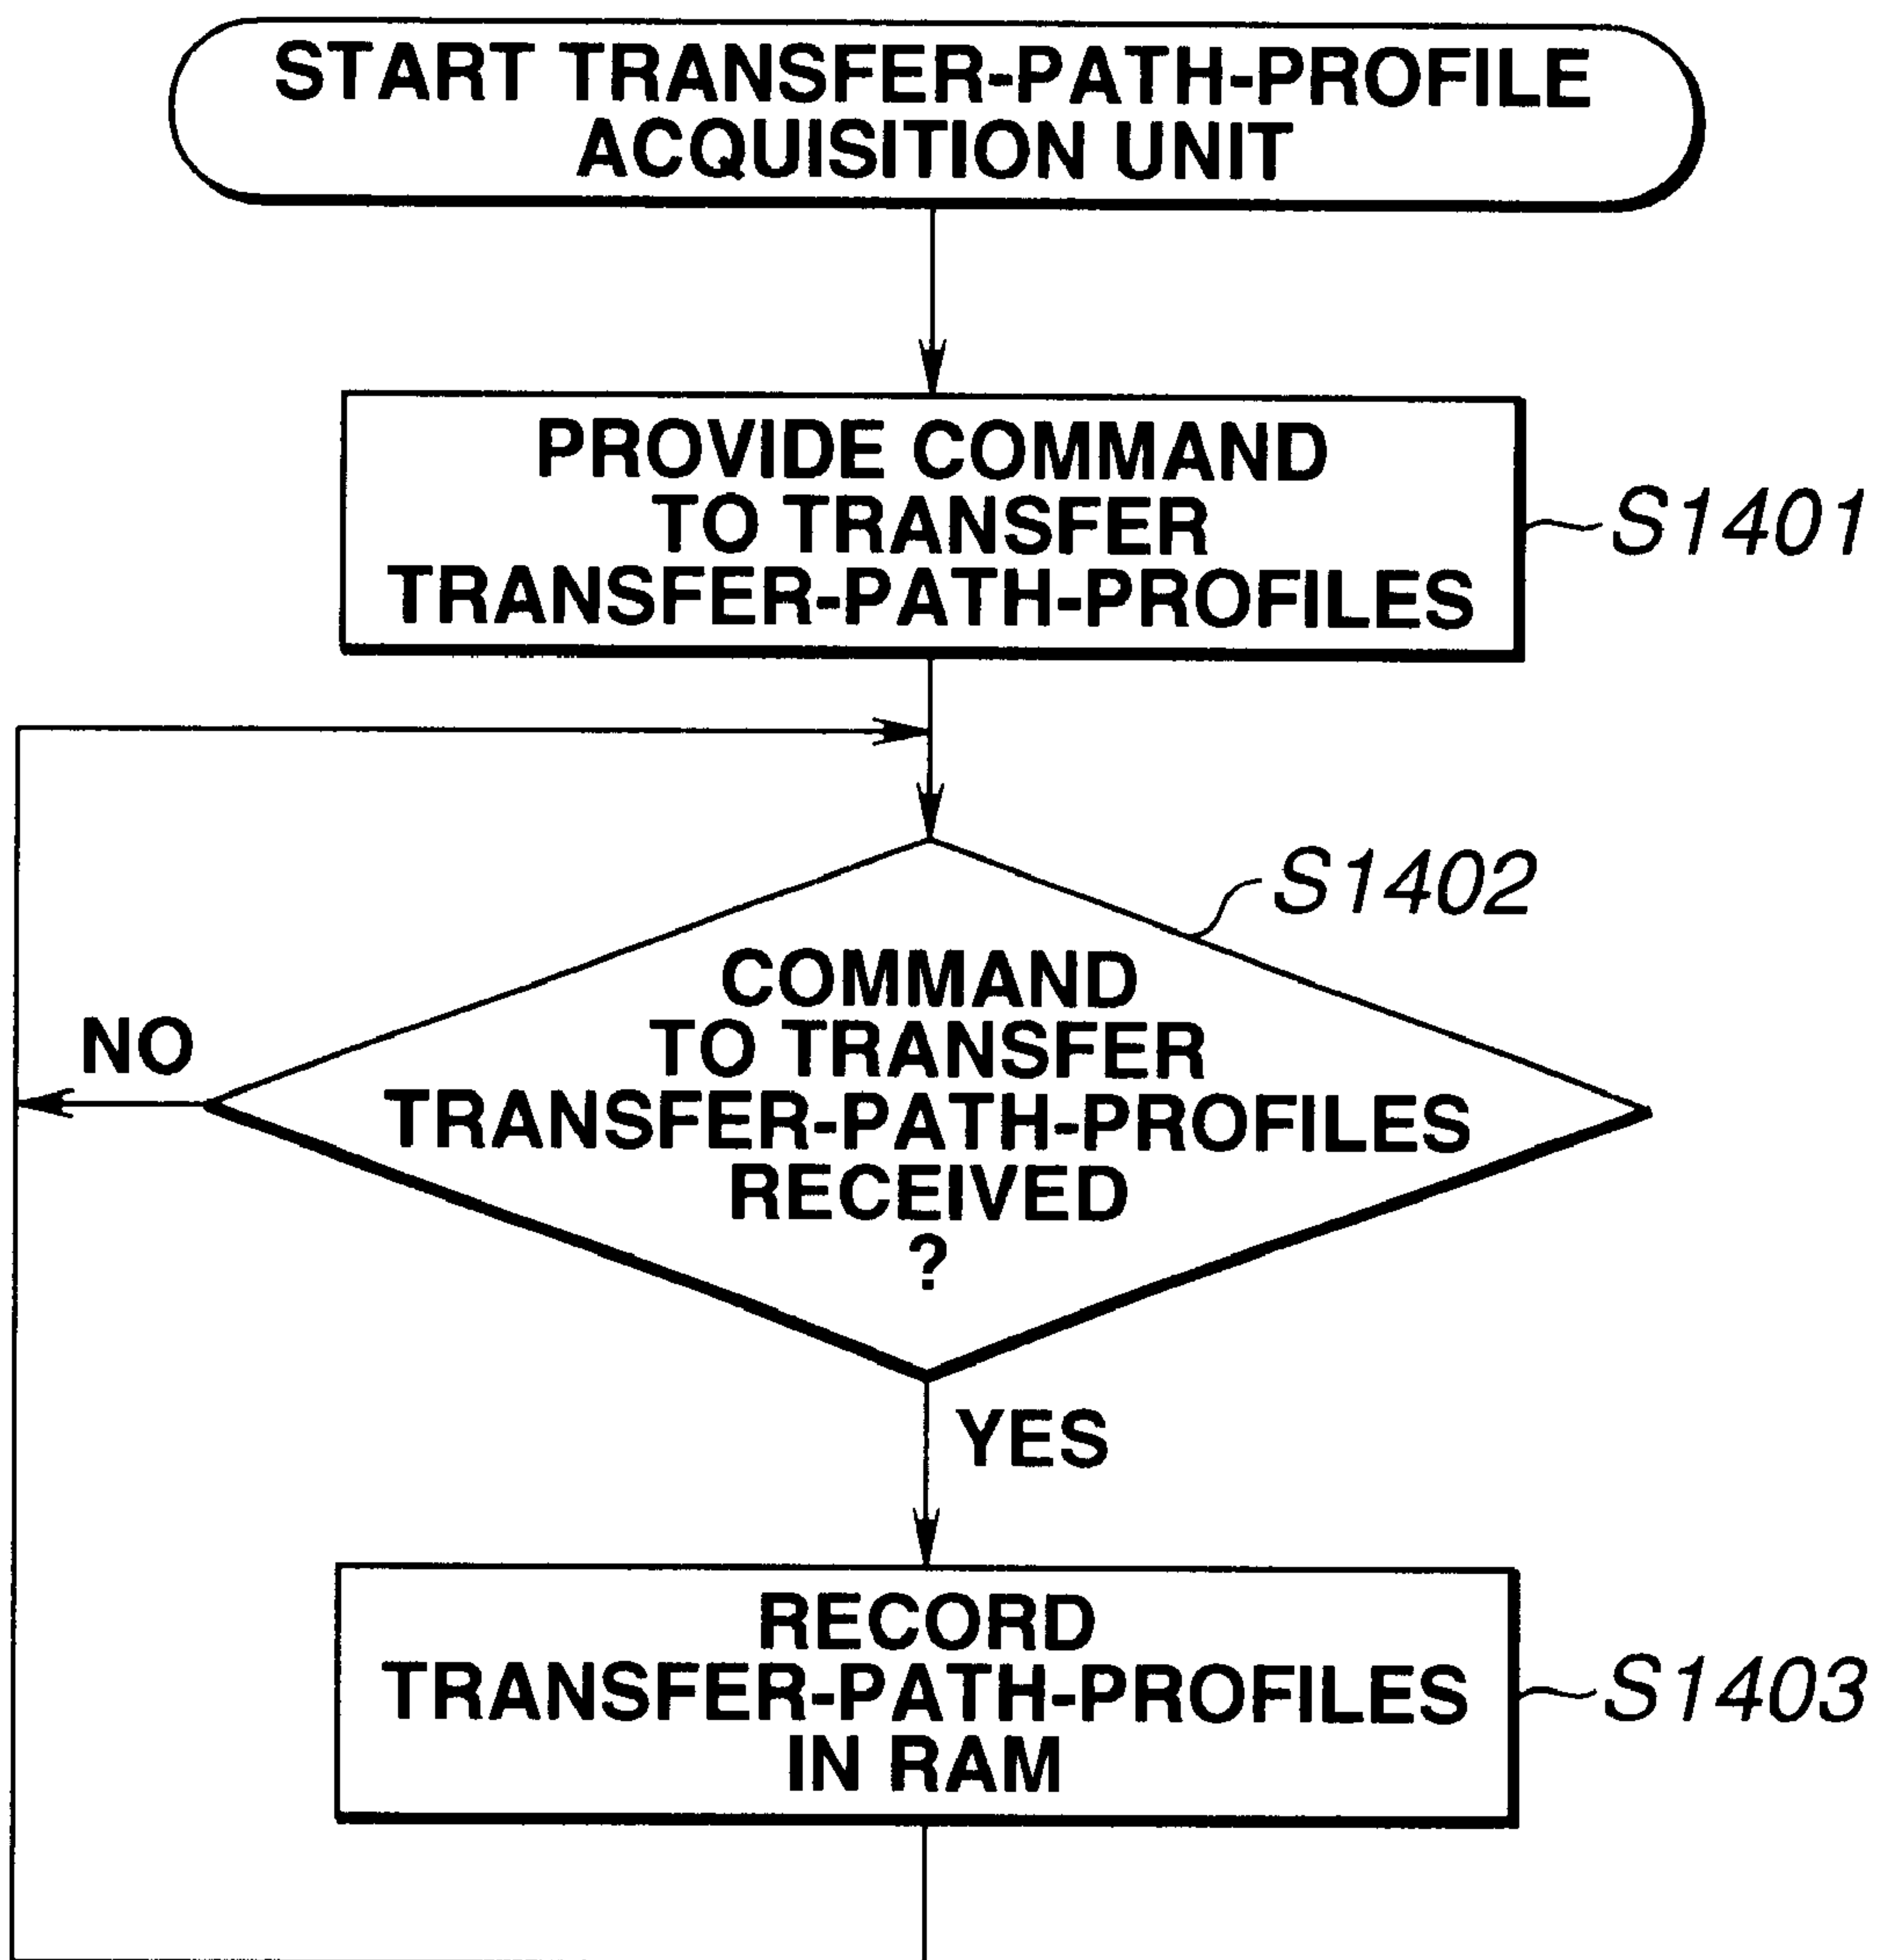 START TRANSFER-PATH-PROFILE
ACQUISITION UNIT
PROVIDE COMMAND
TO TRANSFER
TRANSFER-PATH-PROFILES
S1401
S1402
COMMAND
TO TRANSFER
TRANSFER-PATH-PROFILES
RECEIVED
?
NO
YES
RECORD
TRANSFER-PATH-PROFILES
IN RAM
S1403